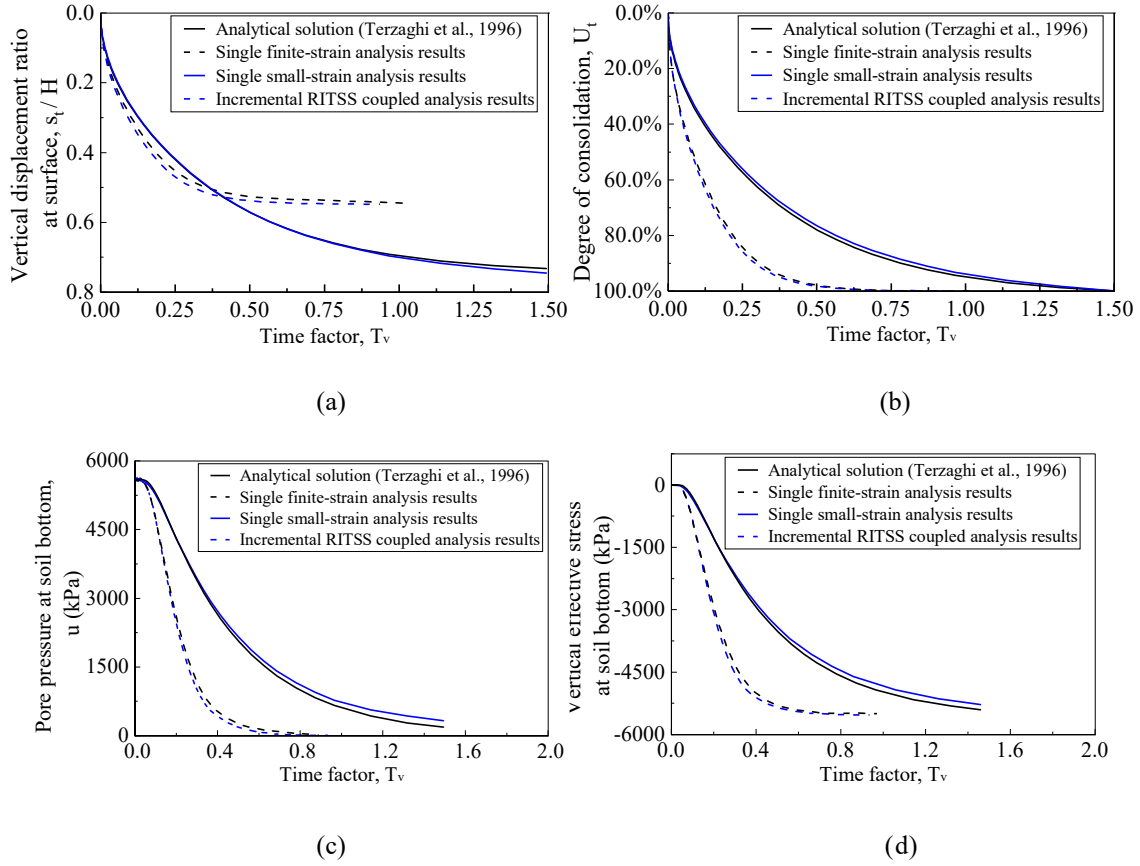 Vertical displacement ratio
at surface, s_t / H
0.0
0.2
0.4
0.6
0.8
Analytical solution (Terzaghi et al., 1996)
Single finite-strain analysis results
Single small-strain analysis results
Incremental RITSS coupled analysis results
0.00 0.25 0.50 0.75 1.00 1.25 1.50
Time factor, Tv
(a)
Degree of consolidation, U_t
0.0%
20.0%
40.0%
60.0%
80.0%
100.0%
Analytical solution (Terzaghi et al., 1996)
Single finite-strain analysis results
Single small-strain analysis results
Incremental RITSS coupled analysis results
0.00 0.25 0.50 0.75 1.00 1.25 1.50
Time factor, Tv
(b)
Pore pressure at soil bottom,
u (kPa)
6000
4500
3000
1500
0
Analytical solution (Terzaghi et al., 1996)
Single finite-strain analysis results
Single small-strain analysis results
Incremental RITSS coupled analysis results
0.0 0.4 0.8 1.2 1.6 2.0
Time factor, Tv
(c)
Vertical effective stress
at soil bottom (kPa)
0
-1500
-3000
-4500
-6000
Analytical solution (Terzaghi et al., 1996)
Single finite-strain analysis results
Single small-strain analysis results
Incremental RITSS coupled analysis results
0.0 0.4 0.8 1.2 1.6 2.0
Time factor, Tv
(d)